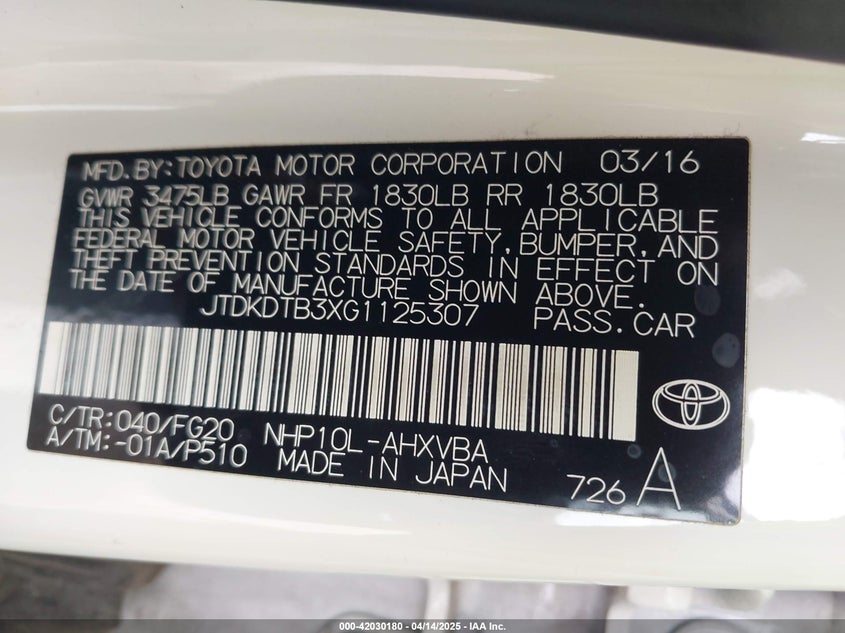 MFD.BY:TOYOTA MOTOR CORPORATION 03/16
GVWR 3475LB GAWR FR 1830LB RR 1830LB
THIS VEHICLE CONFORMS TO ALL APPLICABLE
FEDERAL MOTOR VEHICLE SAFETY,BUMPER,AND
THEFT PREVENTION STANDARDS IN EFFECT ON
THE DATE OF MANUFACTURE SHOWN ABOVE.
JTDKDTB3XG1125307 PASS.CAR
C/TR:040/FG20 NHP10L-AHXVBA
A/TM:-01A/P510 MADE IN JAPAN 726 A
000-42030180 - 04/14/2025 - IAA Inc.